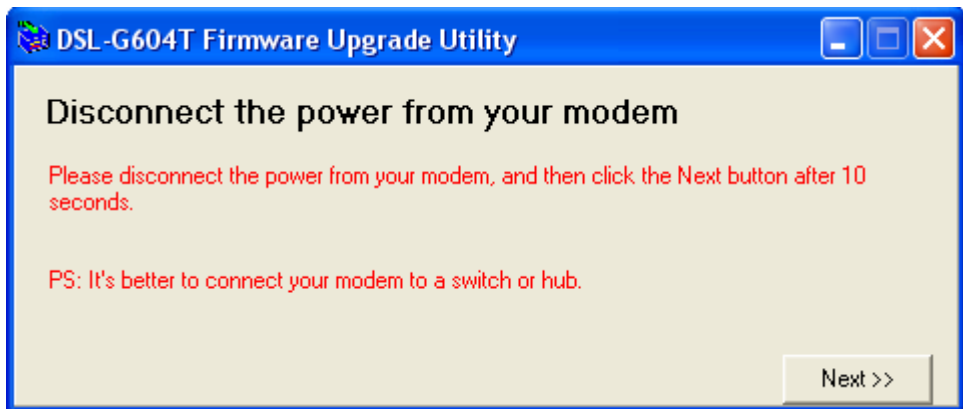 DSL-G604T Firmware Upgrade Utility
Disconnect the power from your modem
Please disconnect the power from your modem, and then click the Next button after 10
seconds.
PS: It's better to connect your modem to a switch or hub.
Next >>